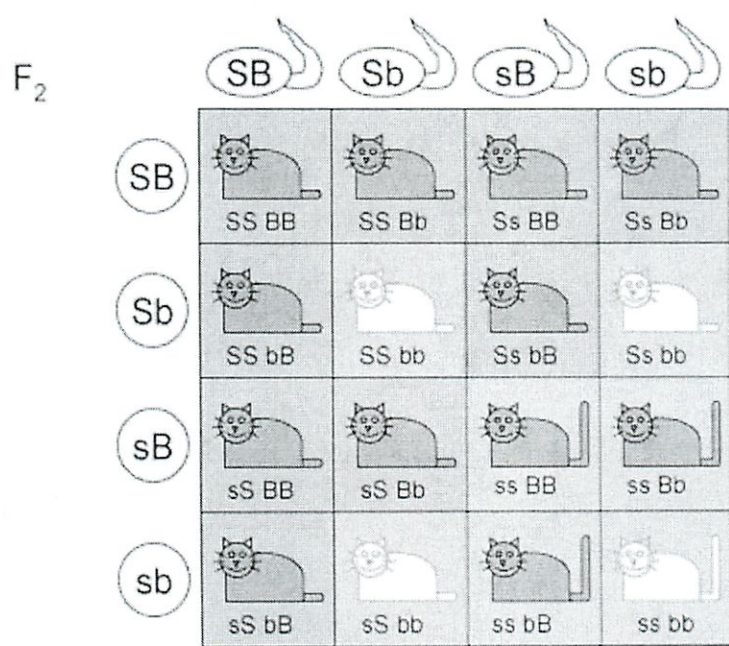 F₂
SB Sb sB sb
SB
SS BB SS Bb Ss BB Ss Bb
Sb
SS bB SS bb Ss bB Ss bb
sB
sS BB sS Bb ss BB ss Bb
sb
sS bB sS bb ss bB ss bb